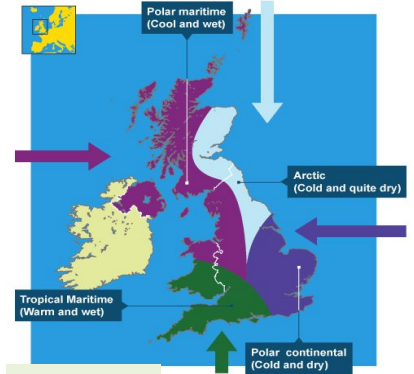 Polar maritime
(Cool and wet)
Arctic
(Cold and quite dry)
Tropical Maritime
(Warm and wet)
Polar continental
(Cold and dry)